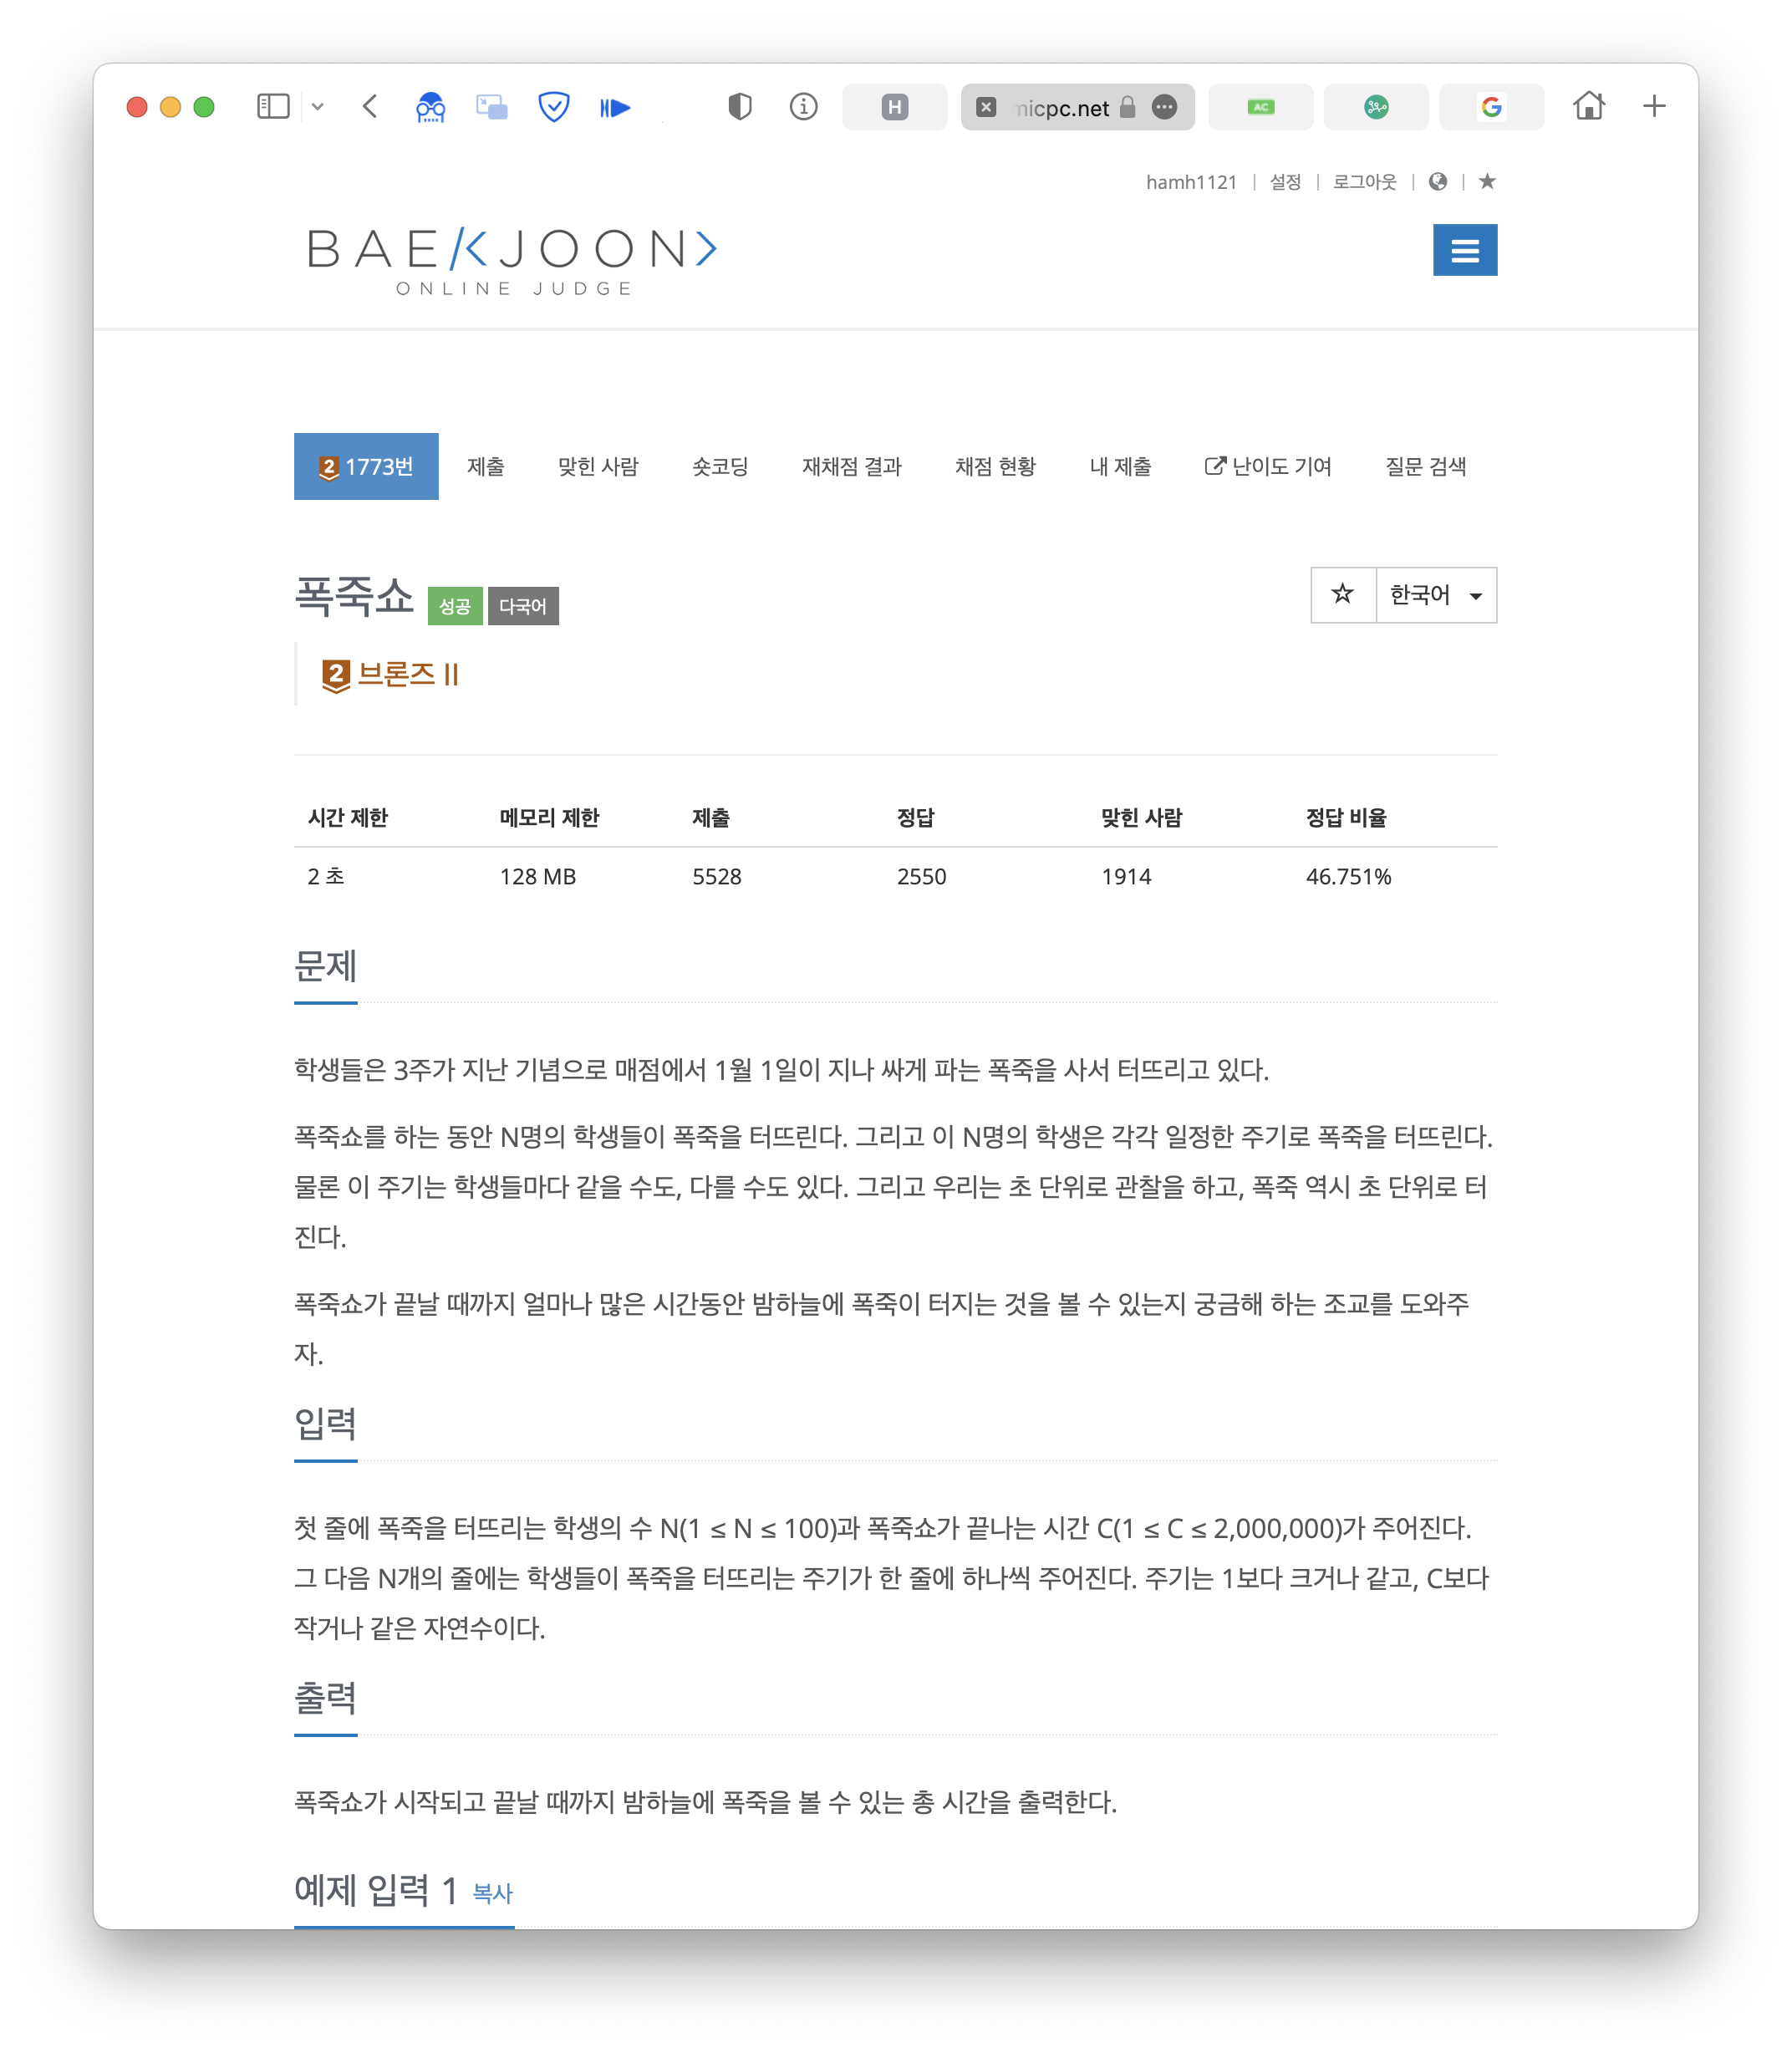 H
micpc.net
AC
G
hamh1121 | 설정 | 로그아웃 | | ★
BAE/<JOON>
ONLINE JUDGE
2 1773번 제출 맞힌 사람 숏코딩 재채점 결과 채점 현황 내 제출 난이도 기여 질문 검색
폭죽쇼 성공 다국어 한국어
2 브론즈 II
시간 제한 메모리 제한 제출 정답 맞힌 사람 정답 비율
2 초 128 MB 5528 2550 1914 46.751%
문제
학생들은 3주가 지난 기념으로 매점에서 1월 1일이 지나 싸게 파는 폭죽을 사서 터뜨리고 있다.
폭죽쇼를 하는 동안 N명의 학생들이 폭죽을 터뜨린다. 그리고 이 N명의 학생은 각각 일정한 주기로 폭죽을 터뜨린다.
물론 이 주기는 학생들마다 같을 수도, 다를 수도 있다. 그리고 우리는 초 단위로 관찰을 하고, 폭죽 역시 초 단위로 터
진다.
폭죽쇼가 끝날 때까지 얼마나 많은 시간동안 밤하늘에 폭죽이 터지는 것을 볼 수 있는지 궁금해 하는 조교를 도와주
자.
입력
첫 줄에 폭죽을 터뜨리는 학생의 수 N(1 ≤ N ≤ 100)과 폭죽쇼가 끝나는 시간 C(1 ≤ C ≤ 2,000,000)가 주어진다.
그 다음 N개의 줄에는 학생들이 폭죽을 터뜨리는 주기가 한 줄에 하나씩 주어진다. 주기는 1보다 크거나 같고, C보다
작거나 같은 자연수이다.
출력
폭죽쇼가 시작되고 끝날 때까지 밤하늘에 폭죽을 볼 수 있는 총 시간을 출력한다.
예제 입력 1 복사